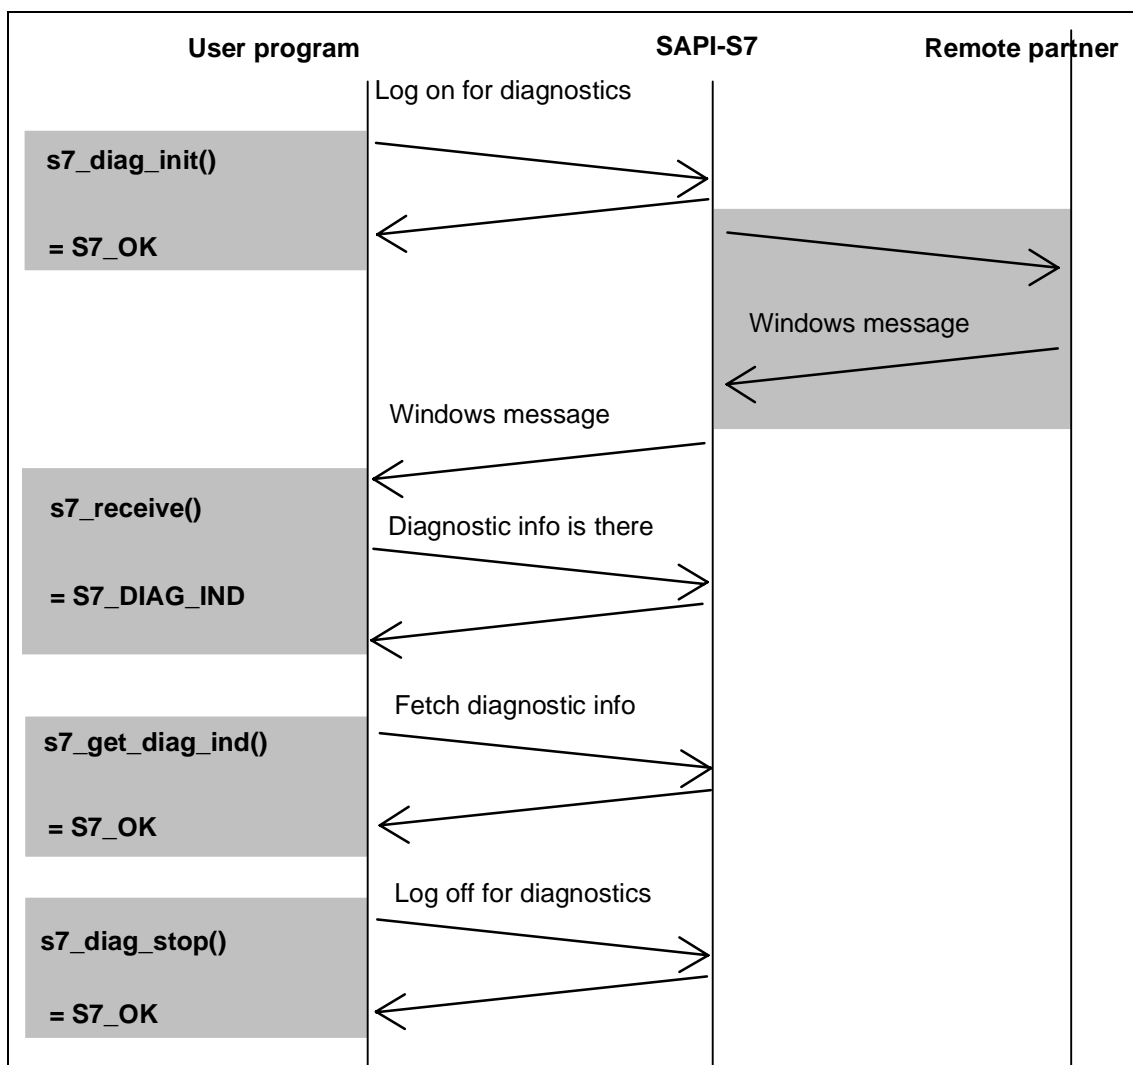 User program
SAPI-S7
Remote partner
Log on for diagnostics
s7_diag_init()
= S7_OK
Windows message
Windows message
s7_receive()
Diagnostic info is there
= S7_DIAG_IND
Fetch diagnostic info
s7_get_diag_ind()
= S7_OK
Log off for diagnostics
s7_diag_stop()
= S7_OK